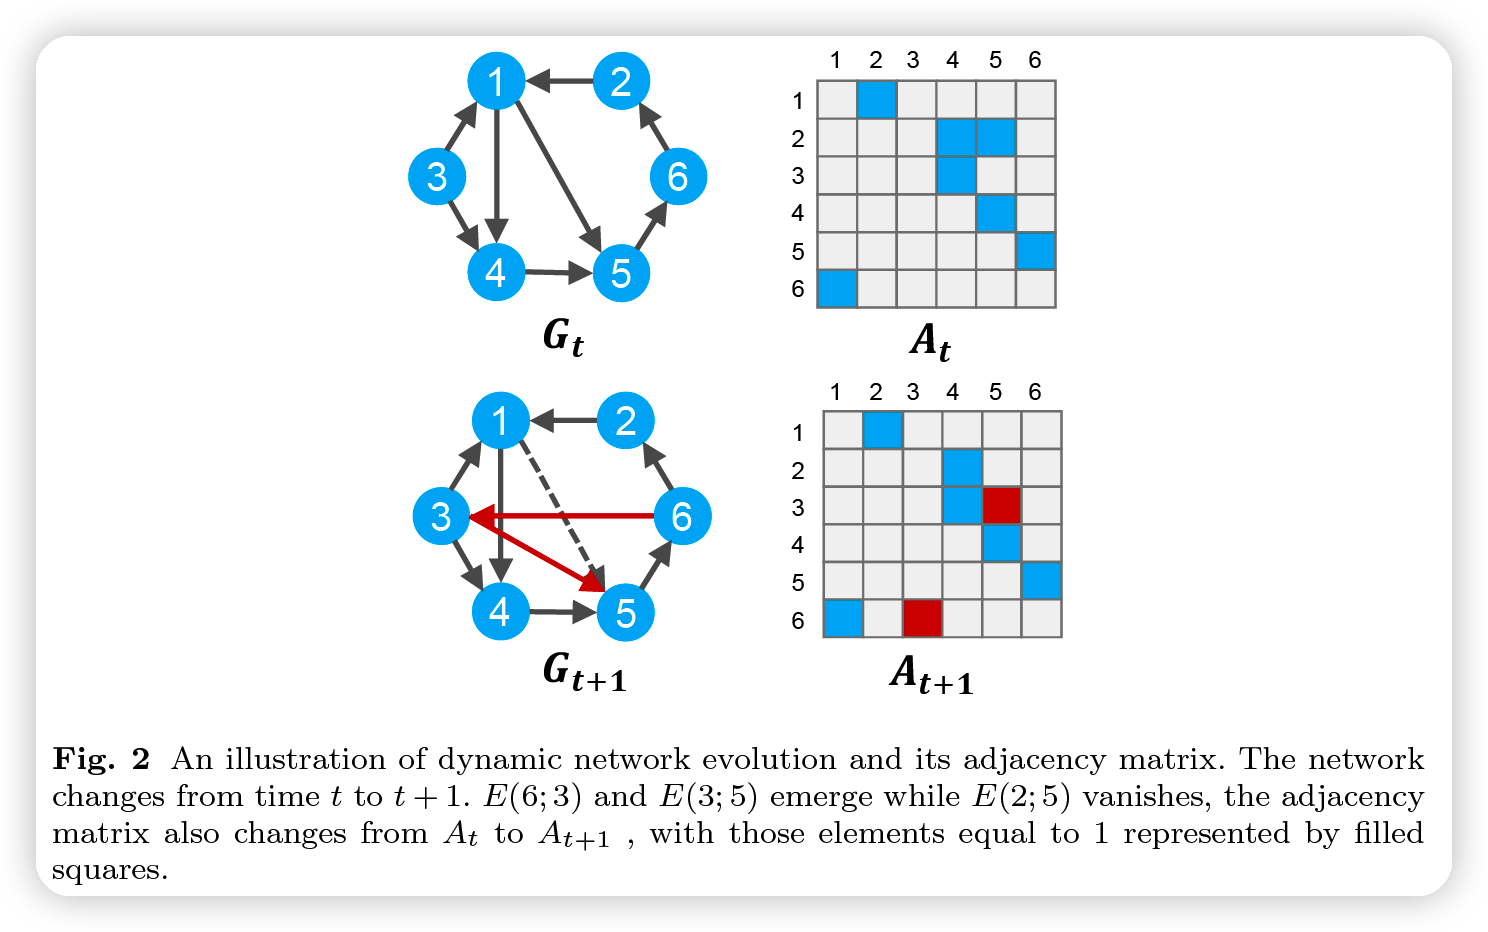 1 2
3 6
4 5
G_t
1 2 3 4 5 6
1
2
3
4
5
6
A_t
1 2
3 6
4 5
G_{t+1}
1 2 3 4 5 6
1
2
3
4
5
6
A_{t+1}
Fig. 2 An illustration of dynamic network evolution and its adjacency matrix. The network
changes from time t to t + 1. E(6; 3) and E(3; 5) emerge while E(2; 5) vanishes, the adjacency
matrix also changes from A_t to A_{t+1} , with those elements equal to 1 represented by filled
squares.